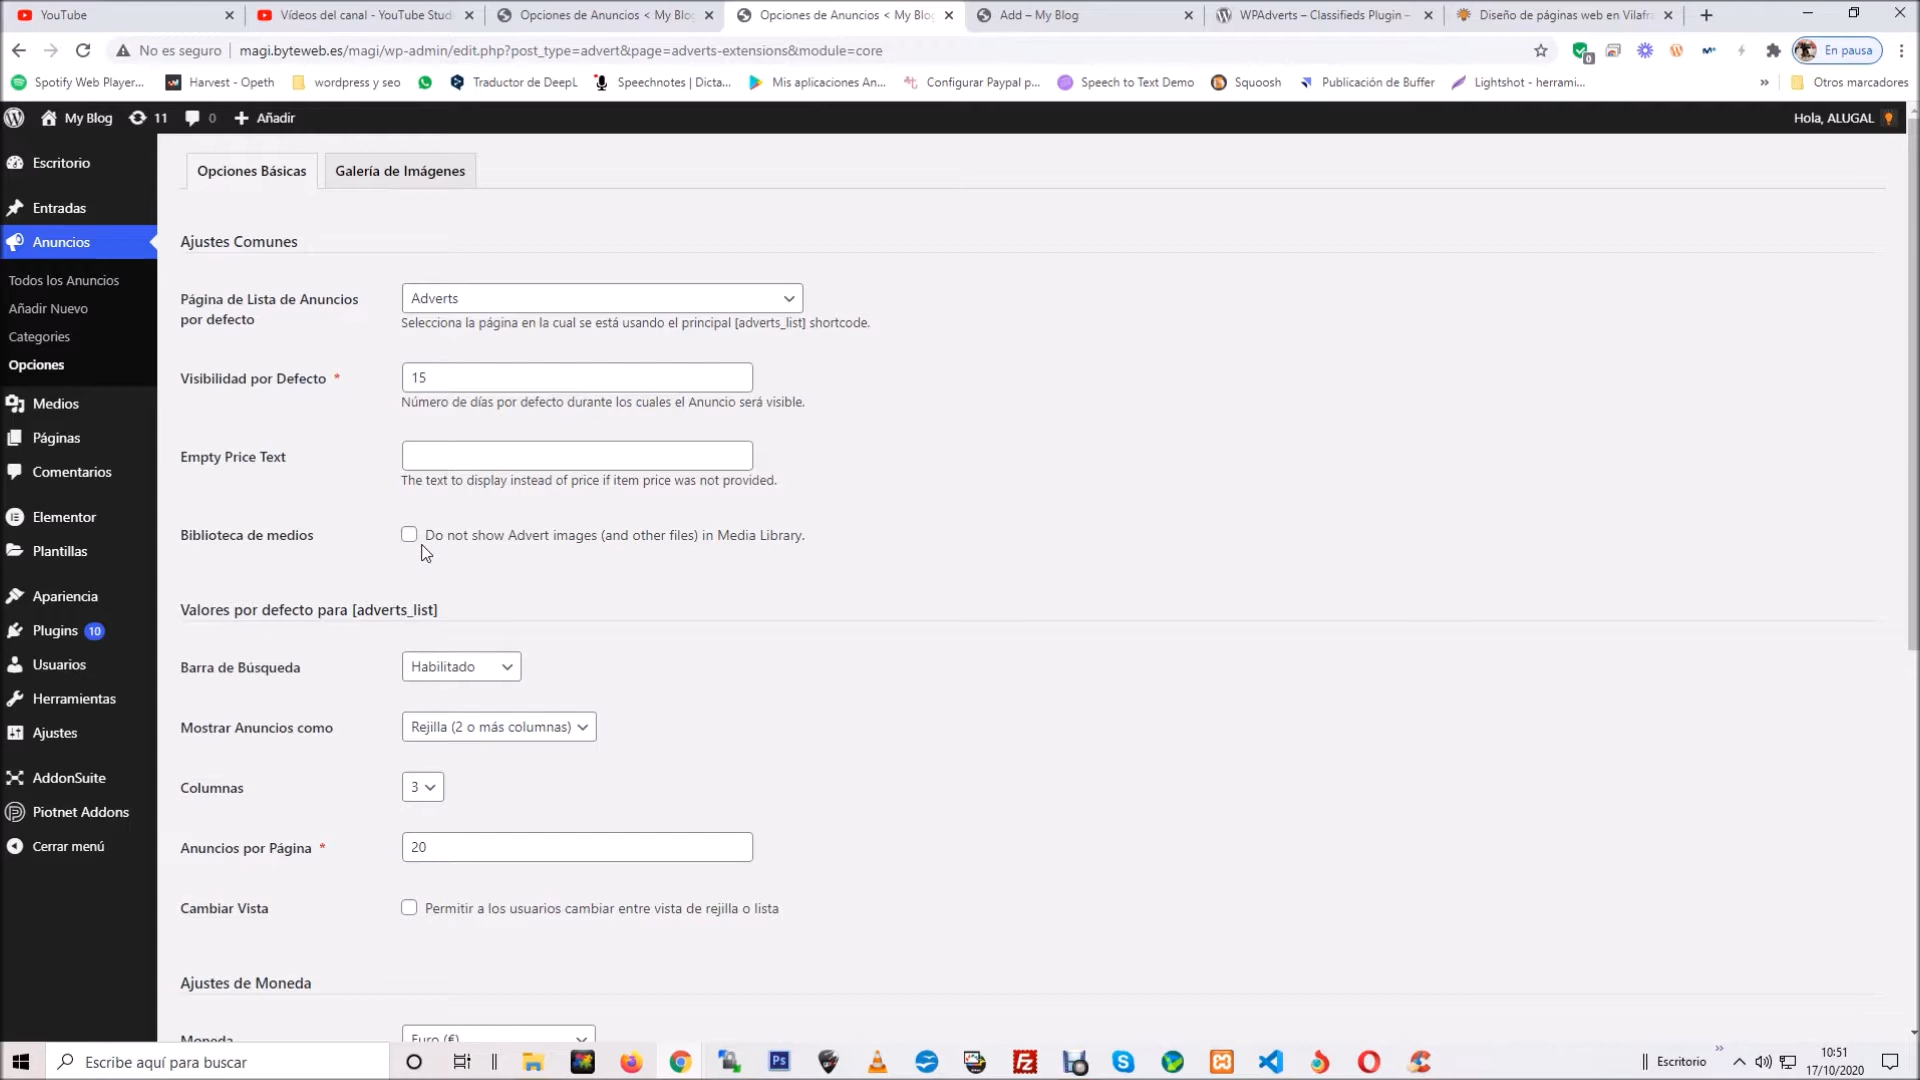 YouTube
Vídeos del canal - YouTube Stud
Opciones de Anuncios < My Blog
Opciones de Anuncios < My Blog
Add – My Blog
WPAdverts – Classifieds Plugin –
Diseño de páginas web en Vilafra
No es seguro
magi.byteweb.es/magi/wp-admin/edit.php?post_type=advert&page=adverts-extensions&module=core
0
En pausa
Spotify Web Player...
Harvest - Opeth
wordpress y seo
Traductor de DeepL
Speechnotes | Dicta...
Mis aplicaciones An...
Configurar Paypal p...
Speech to Text Demo
Squoosh
Publicación de Buffer
Lightshot - herrami...
»
Otros marcadores
My Blog
11
0
Añadir
Hola, ALUGAL
Escritorio
Entradas
Anuncios
Todos los Anuncios
Añadir Nuevo
Categories
Opciones
Medios
Páginas
Comentarios
Elementor
Plantillas
Apariencia
Plugins 10
Usuarios
Herramientas
Ajustes
AddonSuite
Piotnet Addons
Cerrar menú
Opciones Básicas
Galería de Imágenes
Ajustes Comunes
Página de Lista de Anuncios
por defecto
Adverts
Selecciona la página en la cual se está usando el principal [adverts_list] shortcode.
Visibilidad por Defecto *
15
Número de días por defecto durante los cuales el Anuncio será visible.
Empty Price Text
The text to display instead of price if item price was not provided.
Biblioteca de medios
Do not show Advert images (and other files) in Media Library.
Valores por defecto para [adverts_list]
Barra de Búsqueda
Habilitado
Mostrar Anuncios como
Rejilla (2 o más columnas)
Columnas
3
Anuncios por Página *
20
Cambiar Vista
Permitir a los usuarios cambiar entre vista de rejilla o lista
Ajustes de Moneda
Moneda
Euro (€)
Escribe aquí para buscar
Ps
Fz
Escritorio
»
10:51
17/10/2020